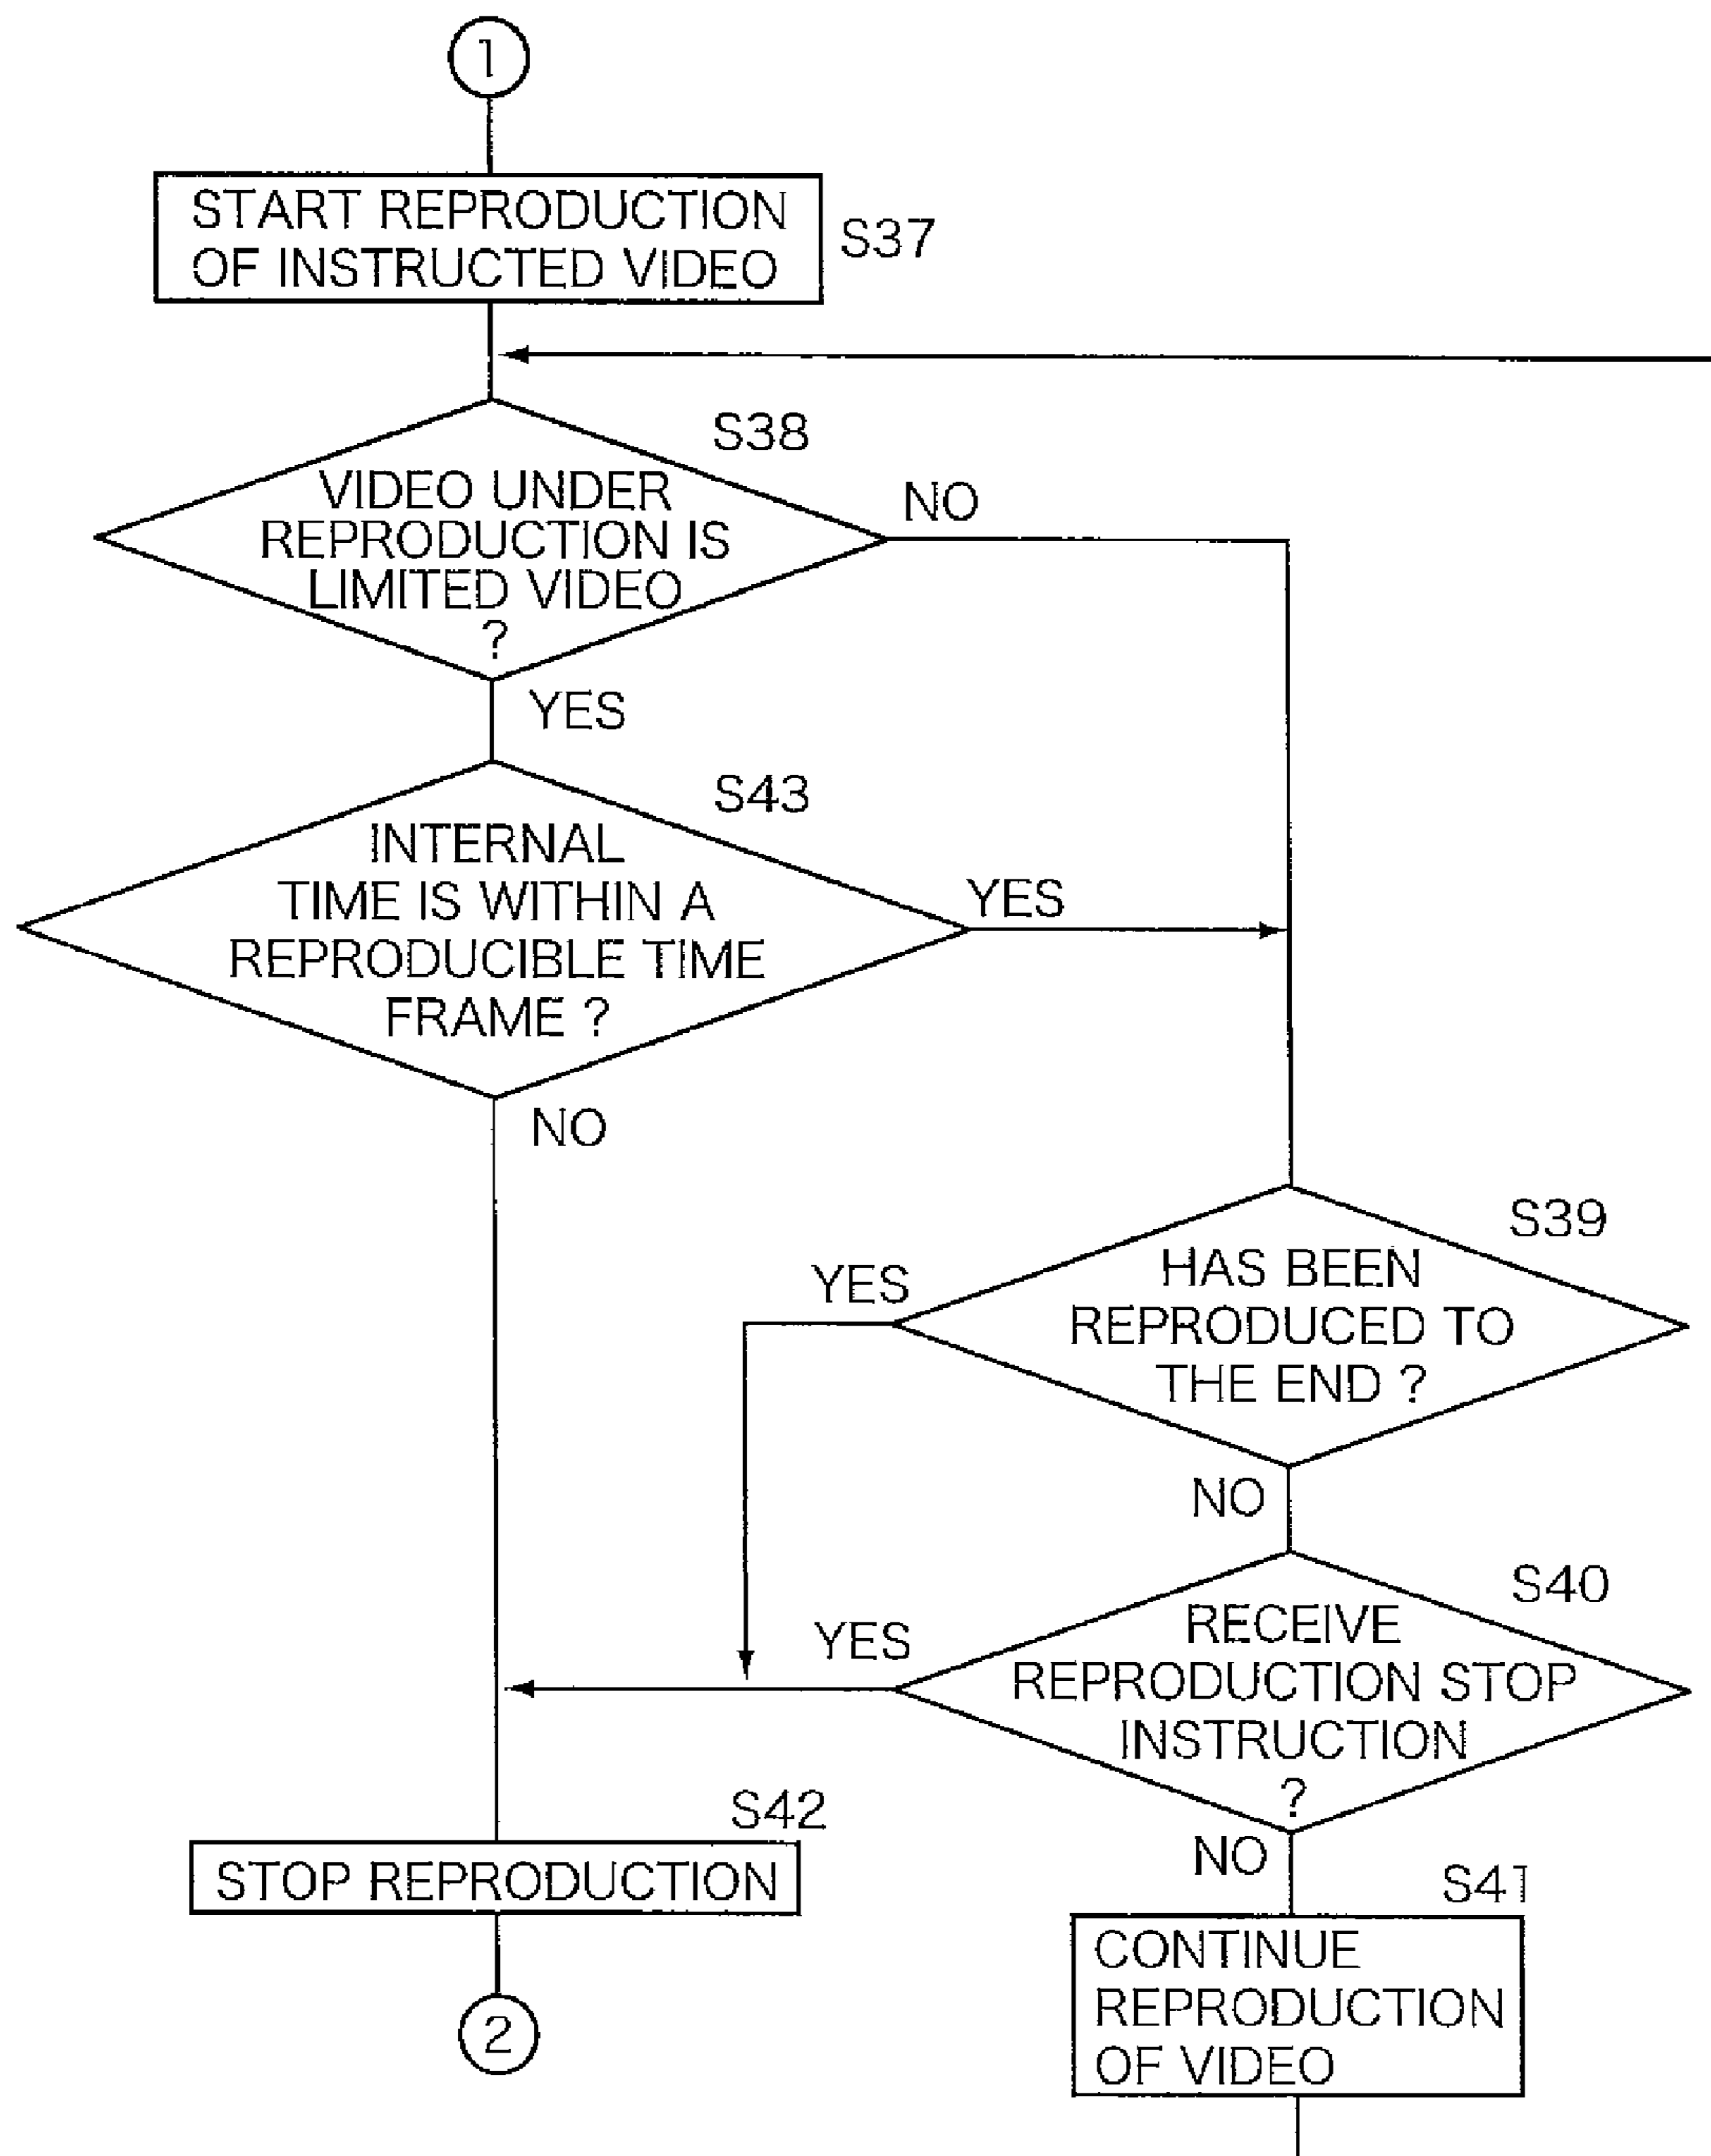 1
START REPRODUCTION
OF INSTRUCTED VIDEO
S37
S38
VIDEO UNDER
REPRODUCTION IS
LIMITED VIDEO
?
NO
YES
S43
INTERNAL
TIME IS WITHIN A
REPRODUCIBLE TIME
FRAME ?
YES
NO
S39
HAS BEEN
REPRODUCED TO
THE END ?
YES
NO
S40
RECEIVE
REPRODUCTION STOP
INSTRUCTION
?
YES
NO
S42
STOP REPRODUCTION
2
S41
CONTINUE
REPRODUCTION
OF VIDEO